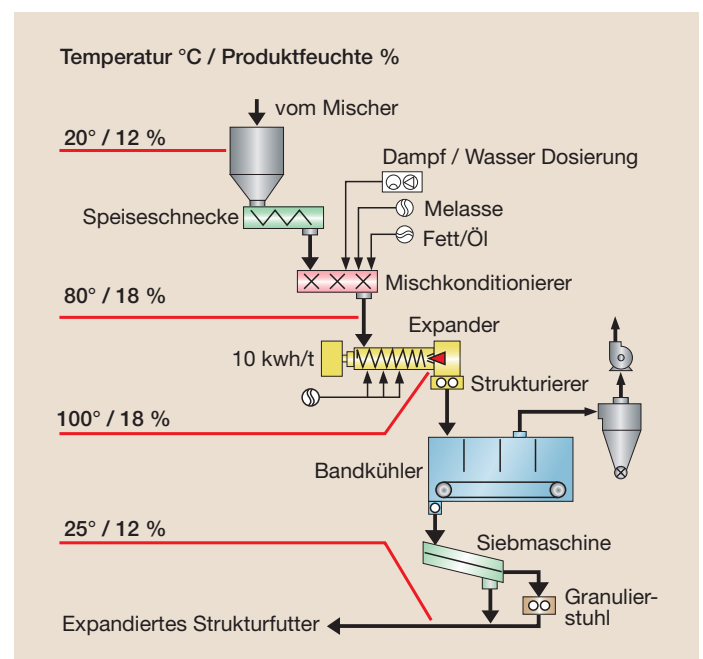 Temperatur °C / Produktfeuchte %
vom Mischer
20° / 12 %
Dampf / Wasser Dosierung
Speiseschnecke
Melasse
Fett/Öl
Mischkonditionierer
80° / 18 %
Expander
10 kwh/t
Strukturierer
100° / 18 %
Bandkühler
25° / 12 %
Siebmaschine
Granulier-
stuhl
Expandiertes Strukturfutter